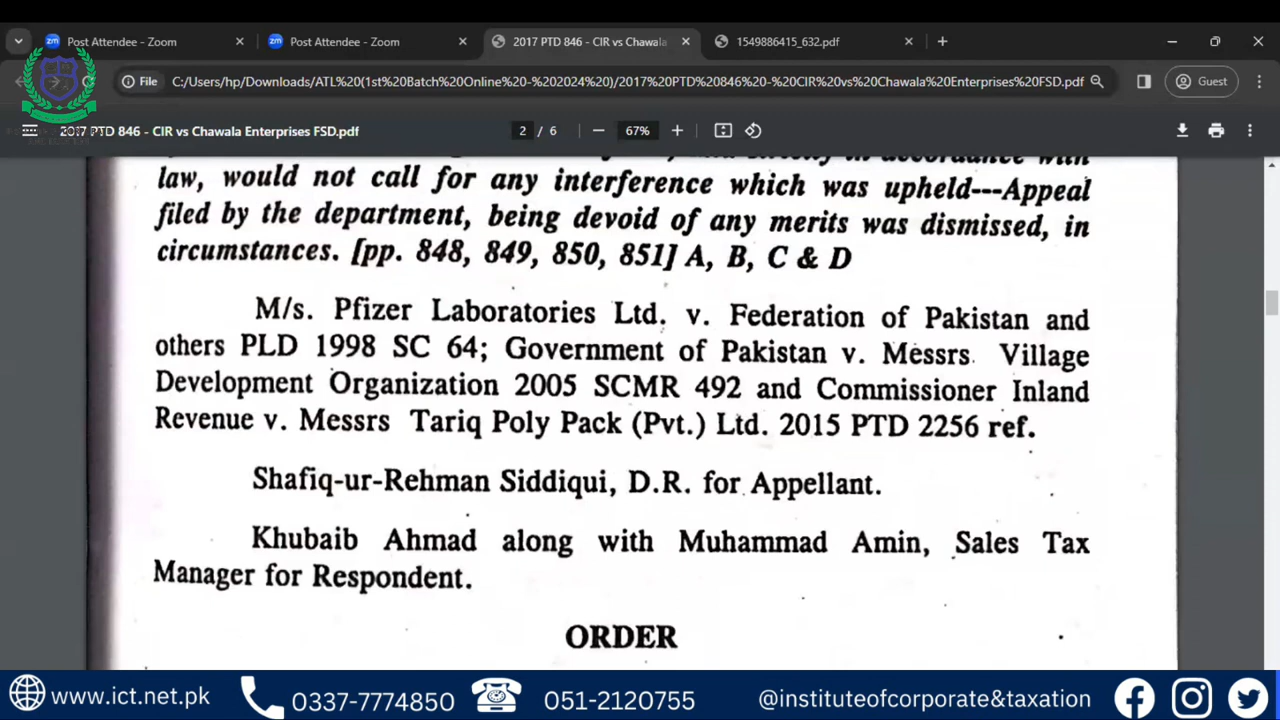 Post Attendee - Zoom
Post Attendee - Zoom
2017 PTD 846 - CIR vs Chawala
1549886415_632.pdf
File
C:/Users/hp/Downloads/ATL%20(1st%20Batch%20Online%20-%202024%20)/2017%20PTD%20846%20-%20CIR%20vs%20Chawala%20Enterprises%20FSD.pdf
Guest
2017 PTD 846 - CIR vs Chawala Enterprises FSD.pdf
2 / 6
67%
in accordance with
law, would not call for any interference which was upheld---Appeal
filed by the department, being devoid of any merits was dismissed, in
circumstances. [pp. 848, 849, 850, 851] A, B, C & D
M/s. Pfizer Laboratories Ltd. v. Federation of Pakistan and
others PLD 1998 SC 64; Government of Pakistan v. Messrs Village
Development Organization 2005 SCMR 492 and Commissioner Inland
Revenue v. Messrs Tariq Poly Pack (Pvt.) Ltd. 2015 PTD 2256 ref.
Shafiq-ur-Rehman Siddiqui, D.R. for Appellant.
Khubaib Ahmad along with Muhammad Amin, Sales Tax
Manager for Respondent.
ORDER
www.ict.net.pk
0337-7774850
051-2120755
@instituteofcorporate&taxation